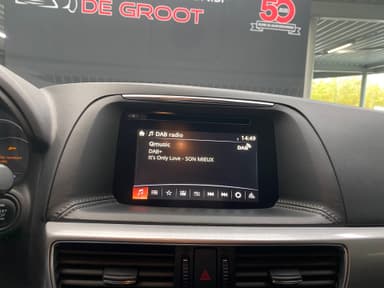 DE GROOT
50
DAB radio
14:49
Qmusic
DAB
DAB+
It's Only Love - SON MIEUX